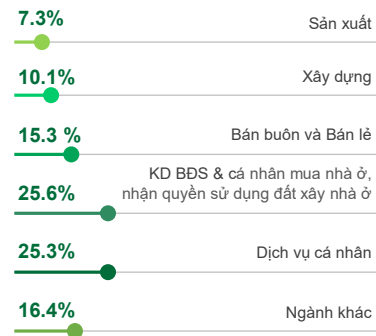 7.3% Sản xuất
10.1% Xây dựng
15.3 % Bán buôn và Bán lẻ
KD BĐS & cá nhân mua nhà ở,
25.6% nhận quyền sử dụng đất xây nhà ở
25.3% Dịch vụ cá nhân
16.4% Ngành khác